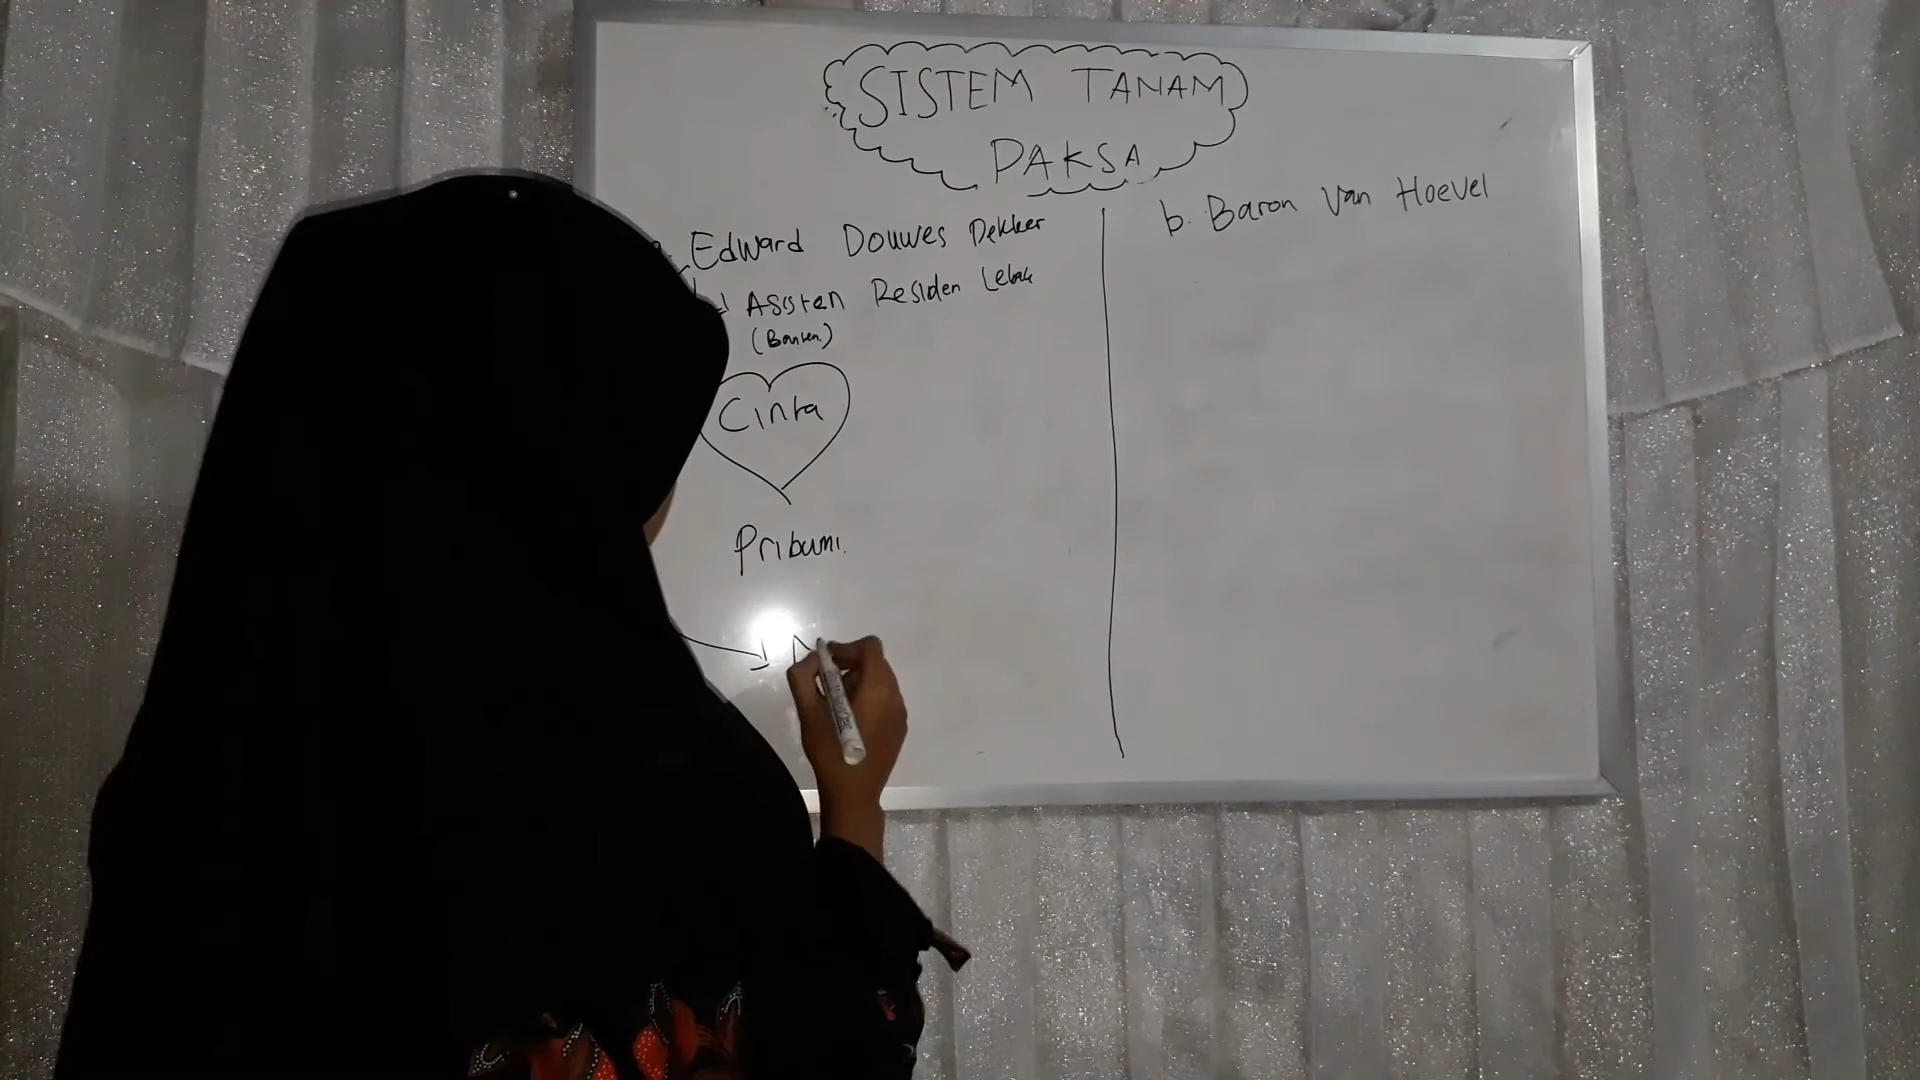 SISTEM TANAM
PAKSA
Edward Douwes Dekker
Asisten Residen Lebak
(Banten)
Cinta
Pribumi.
b. Baron Van Hoevel